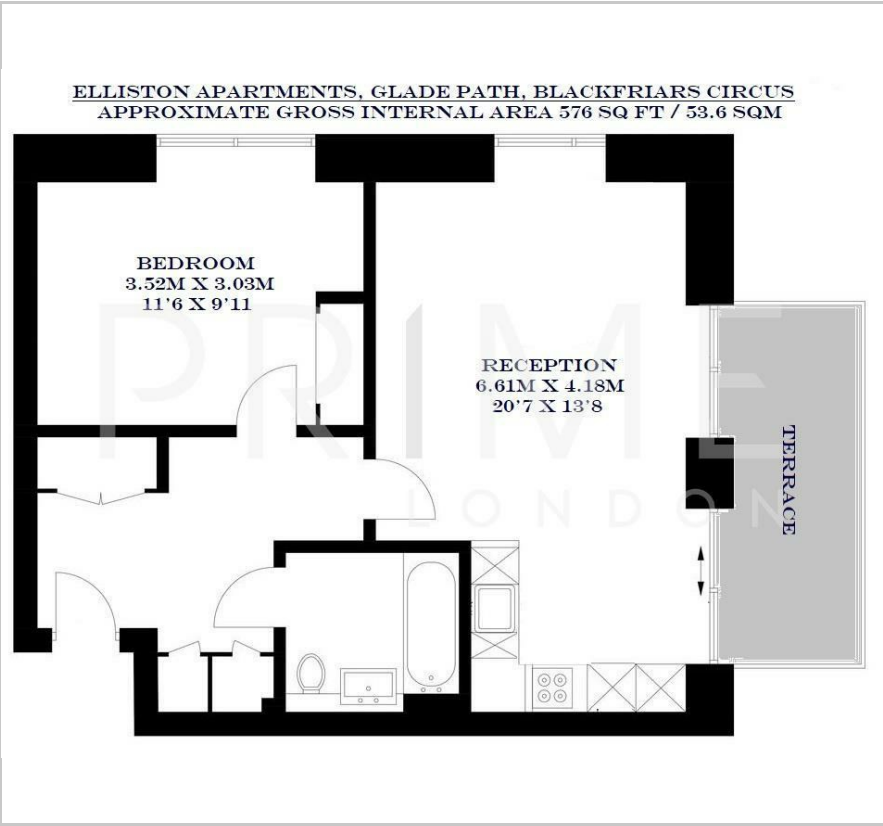 ELLISTON APARTMENTS, GLADE PATH, BLACKFRIARS CIRCUS
APPROXIMATE GROSS INTERNAL AREA 576 SQ FT / 53.6 SQM
BEDROOM
3.52M X 3.03M
11'6 X 9'11
RECEPTION
6.61M X 4.18M
20'7 X 13'8
TERRACE
PRIME
LONDON